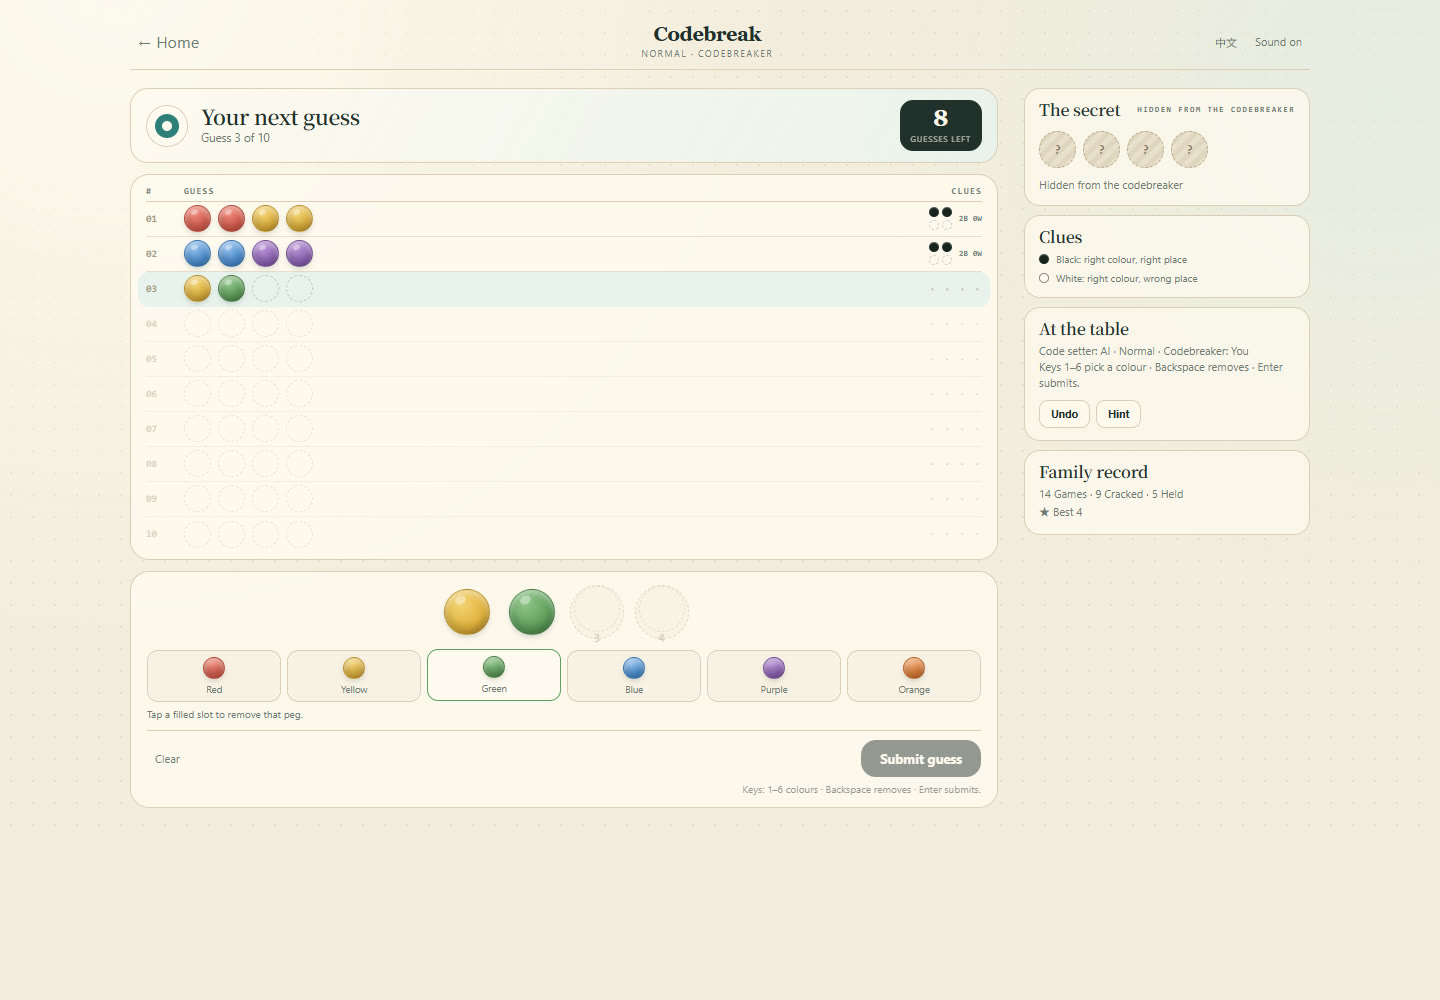 ← Home
Codebreak
NORMAL · CODEBREAKER
中文
Sound on
Your next guess
Guess 3 of 10
8
GUESSES LEFT
# GUESS CLUES
01 2B 0W
02 2B 0W
03
04
05
06
07
08
09
10
3 4
Red Yellow Green Blue Purple Orange
Tap a filled slot to remove that peg.
Clear
Submit guess
Keys: 1–6 colours · Backspace removes · Enter submits.
The secret
HIDDEN FROM THE CODEBREAKER
? ? ? ?
Hidden from the codebreaker
Clues
Black: right colour, right place
White: right colour, wrong place
At the table
Code setter: AI · Normal · Codebreaker: You
Keys 1–6 pick a colour · Backspace removes · Enter
submits.
Undo Hint
Family record
14 Games · 9 Cracked · 5 Held
★ Best 4